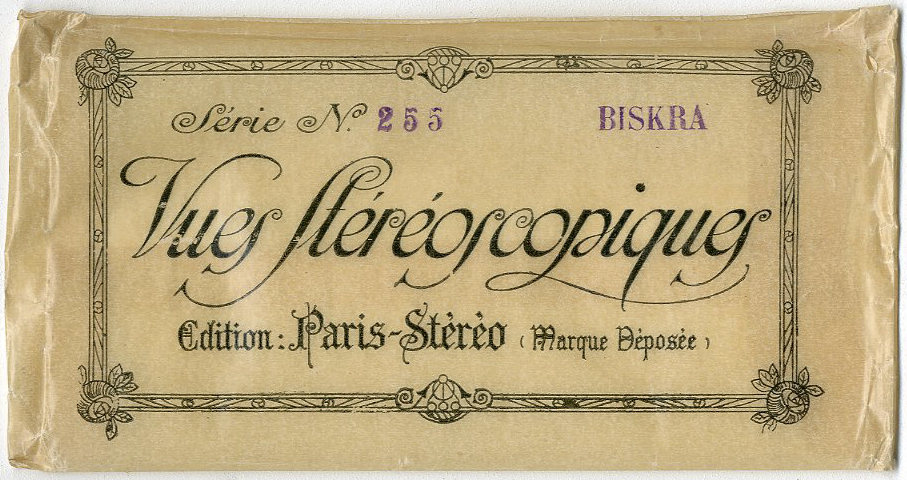 Série N° 255 BISKRA
Vues Stéréoscopiques
Edition: Paris-Stéréo (Marque Déposée)